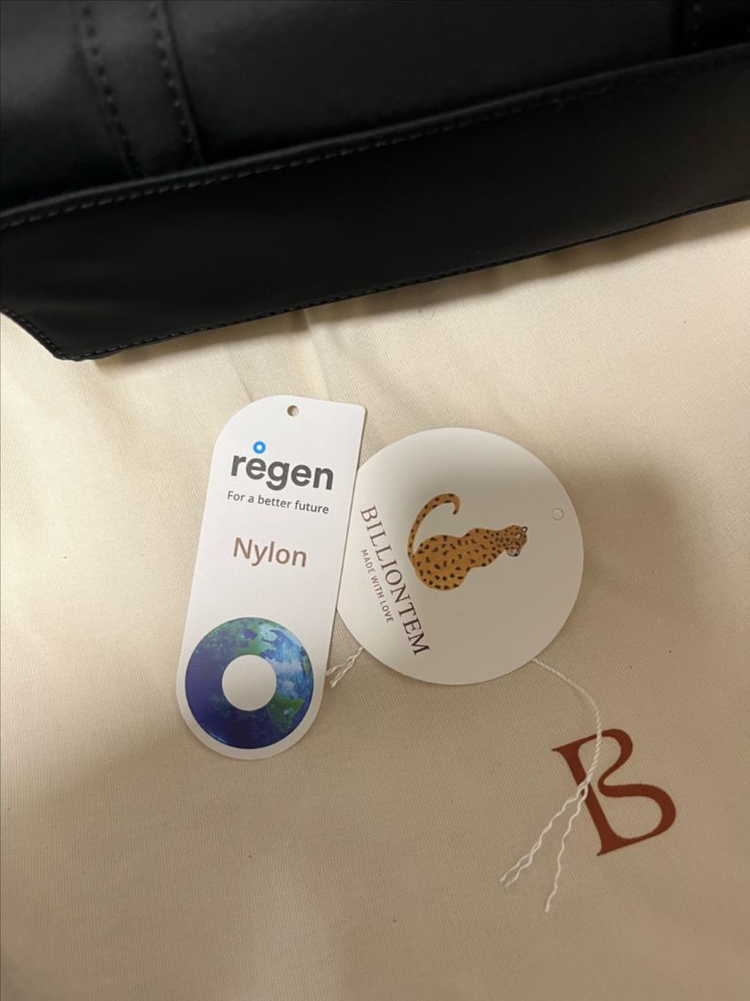 regen
For a better future
Nylon
BILLIONTEM
MADE WITH LOVE
B